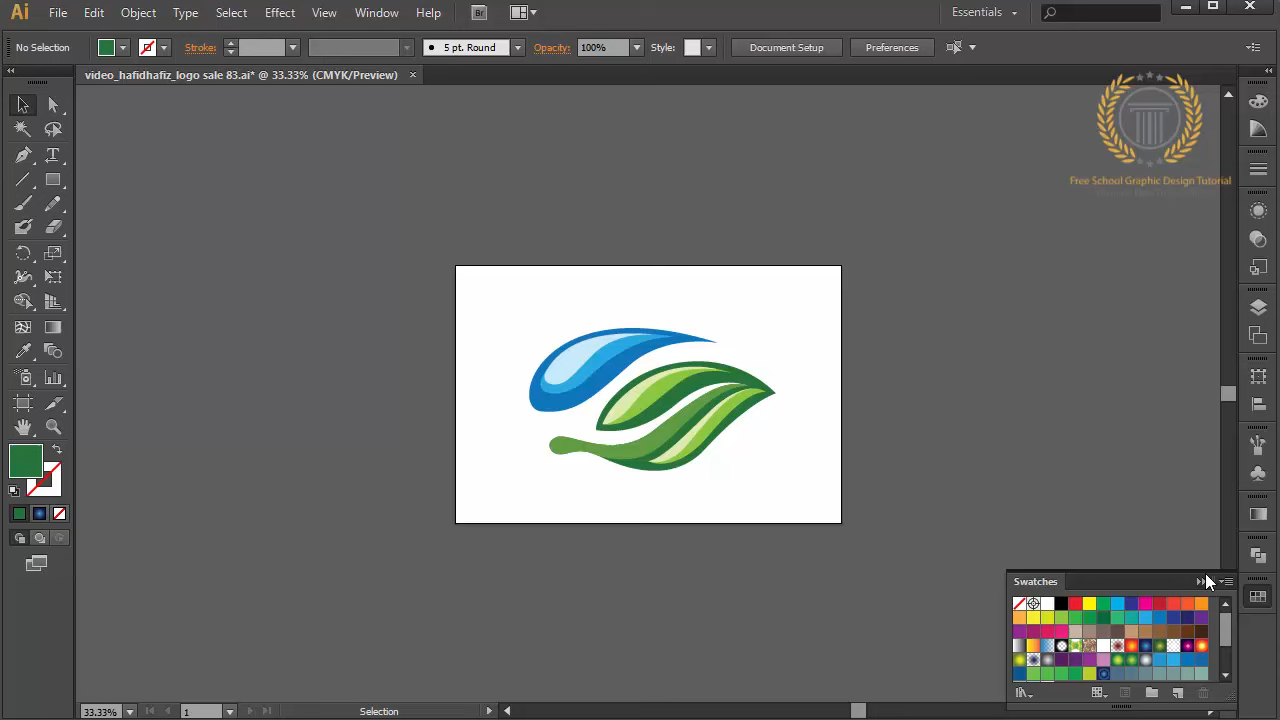 Ai File Edit Object Type Select Effect View Window Help Br Essentials
No Selection Stroke: 5 pt. Round Opacity: 100% Style: Document Setup Preferences
video_hafidhafiz_logo sale 83.ai* @ 33.33% (CMYK/Preview)
Free School Graphic Design Tutorial
Swatches
33.33% 1 Selection